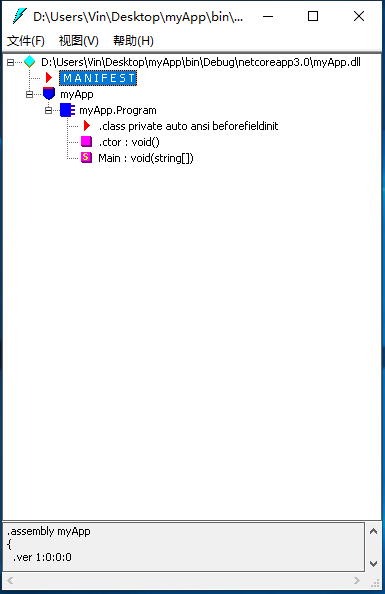 D:\Users\Vin\Desktop\myApp\bin\...
文件(F) 视图(V) 帮助(H)
D:\Users\Vin\Desktop\myApp\bin\Debug\netcoreapp3.0\myApp.dll
MANIFEST
myApp
myApp.Program
.class private auto ansi beforefieldinit
.ctor : void()
S
Main : void(string[])
.assembly myApp
{
.ver 1:0:0:0